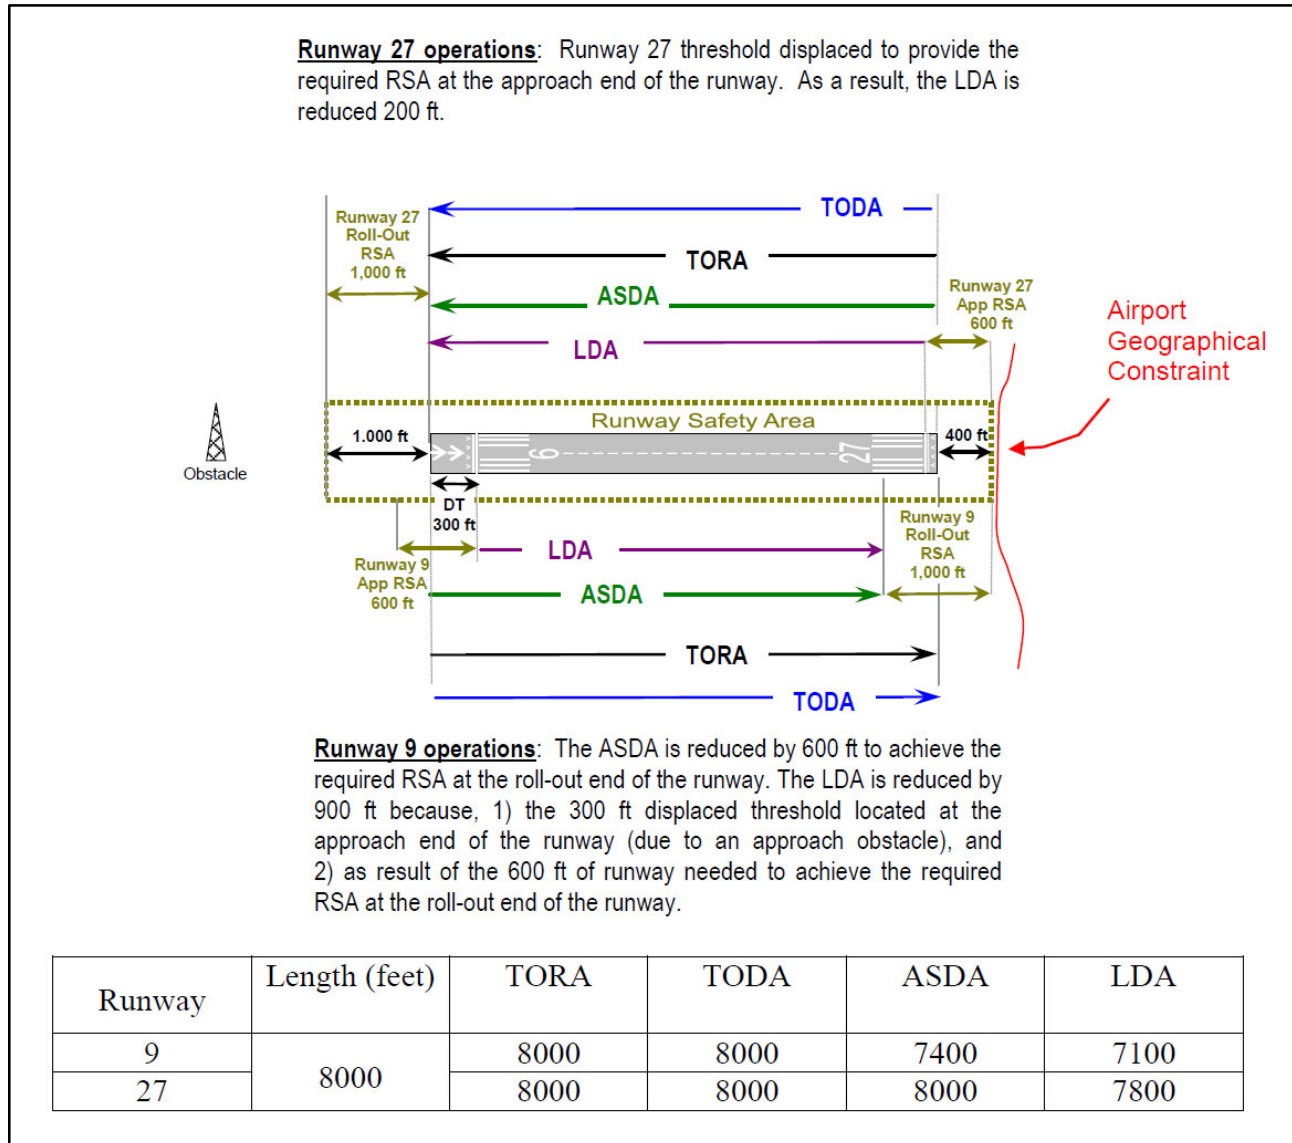 Runway 27 operations: Runway 27 threshold displaced to provide the
required RSA at the approach end of the runway. As a result, the LDA is
reduced 200 ft.
TODA
Runway 27
Roll-Out
RSA
1,000 ft
TORA
ASDA
Runway 27
App RSA
600 ft
LDA
Airport
Geographical
Constraint
Runway Safety Area
1.000 ft
9
27
400 ft
Obstacle
DT
300 ft
Runway 9
Roll-Out
RSA
1,000 ft
LDA
Runway 9
App RSA
600 ft
ASDA
TORA
TODA
Runway 9 operations: The ASDA is reduced by 600 ft to achieve the
required RSA at the roll-out end of the runway. The LDA is reduced by
900 ft because, 1) the 300 ft displaced threshold located at the
approach end of the runway (due to an approach obstacle), and
2) as result of the 600 ft of runway needed to achieve the required
RSA at the roll-out end of the runway.
Runway Length (feet) TORA TODA ASDA LDA
9 8000 8000 8000 7400 7100
27 8000 8000 8000 7800